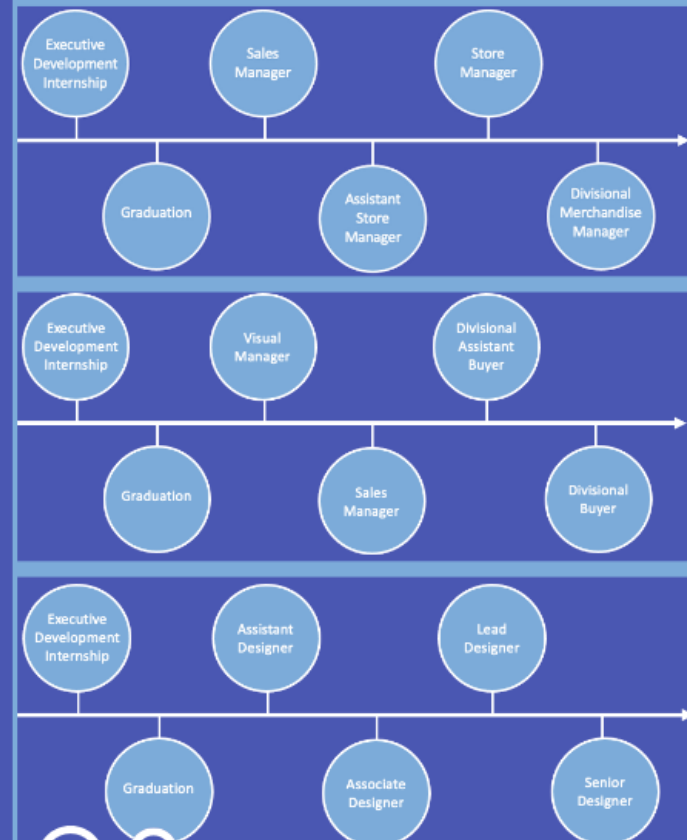 Executive
Development
Internship
Graduation
Sales
Manager
Assistant
Store
Manager
Store
Manager
Divisional
Merchandise
Manager
Executive
Development
Internship
Graduation
Visual
Manager
Sales
Manager
Divisional
Assistant
Buyer
Divisional
Buyer
Executive
Development
Internship
Graduation
Assistant
Designer
Associate
Designer
Lead
Designer
Senior
Designer